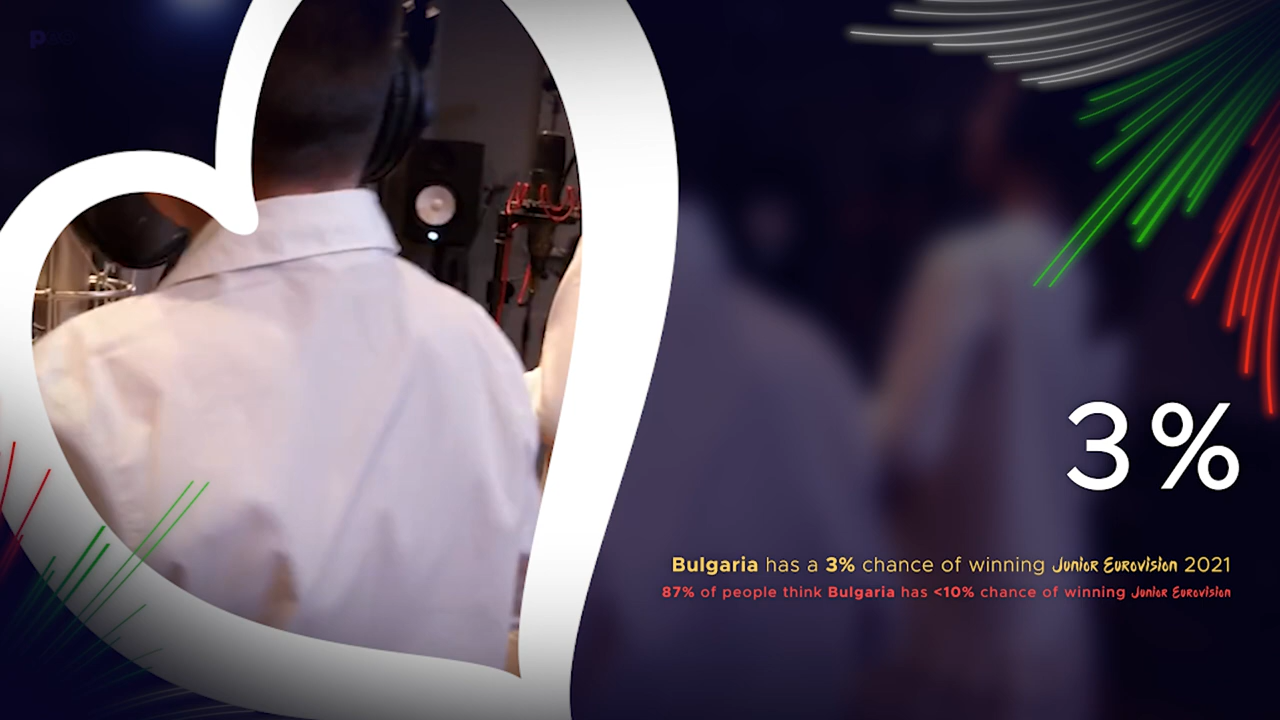 3%
Bulgaria has a 3% chance of winning Junior Eurovision 2021
87% of people think Bulgaria has <10% chance of winning Junior Eurovision